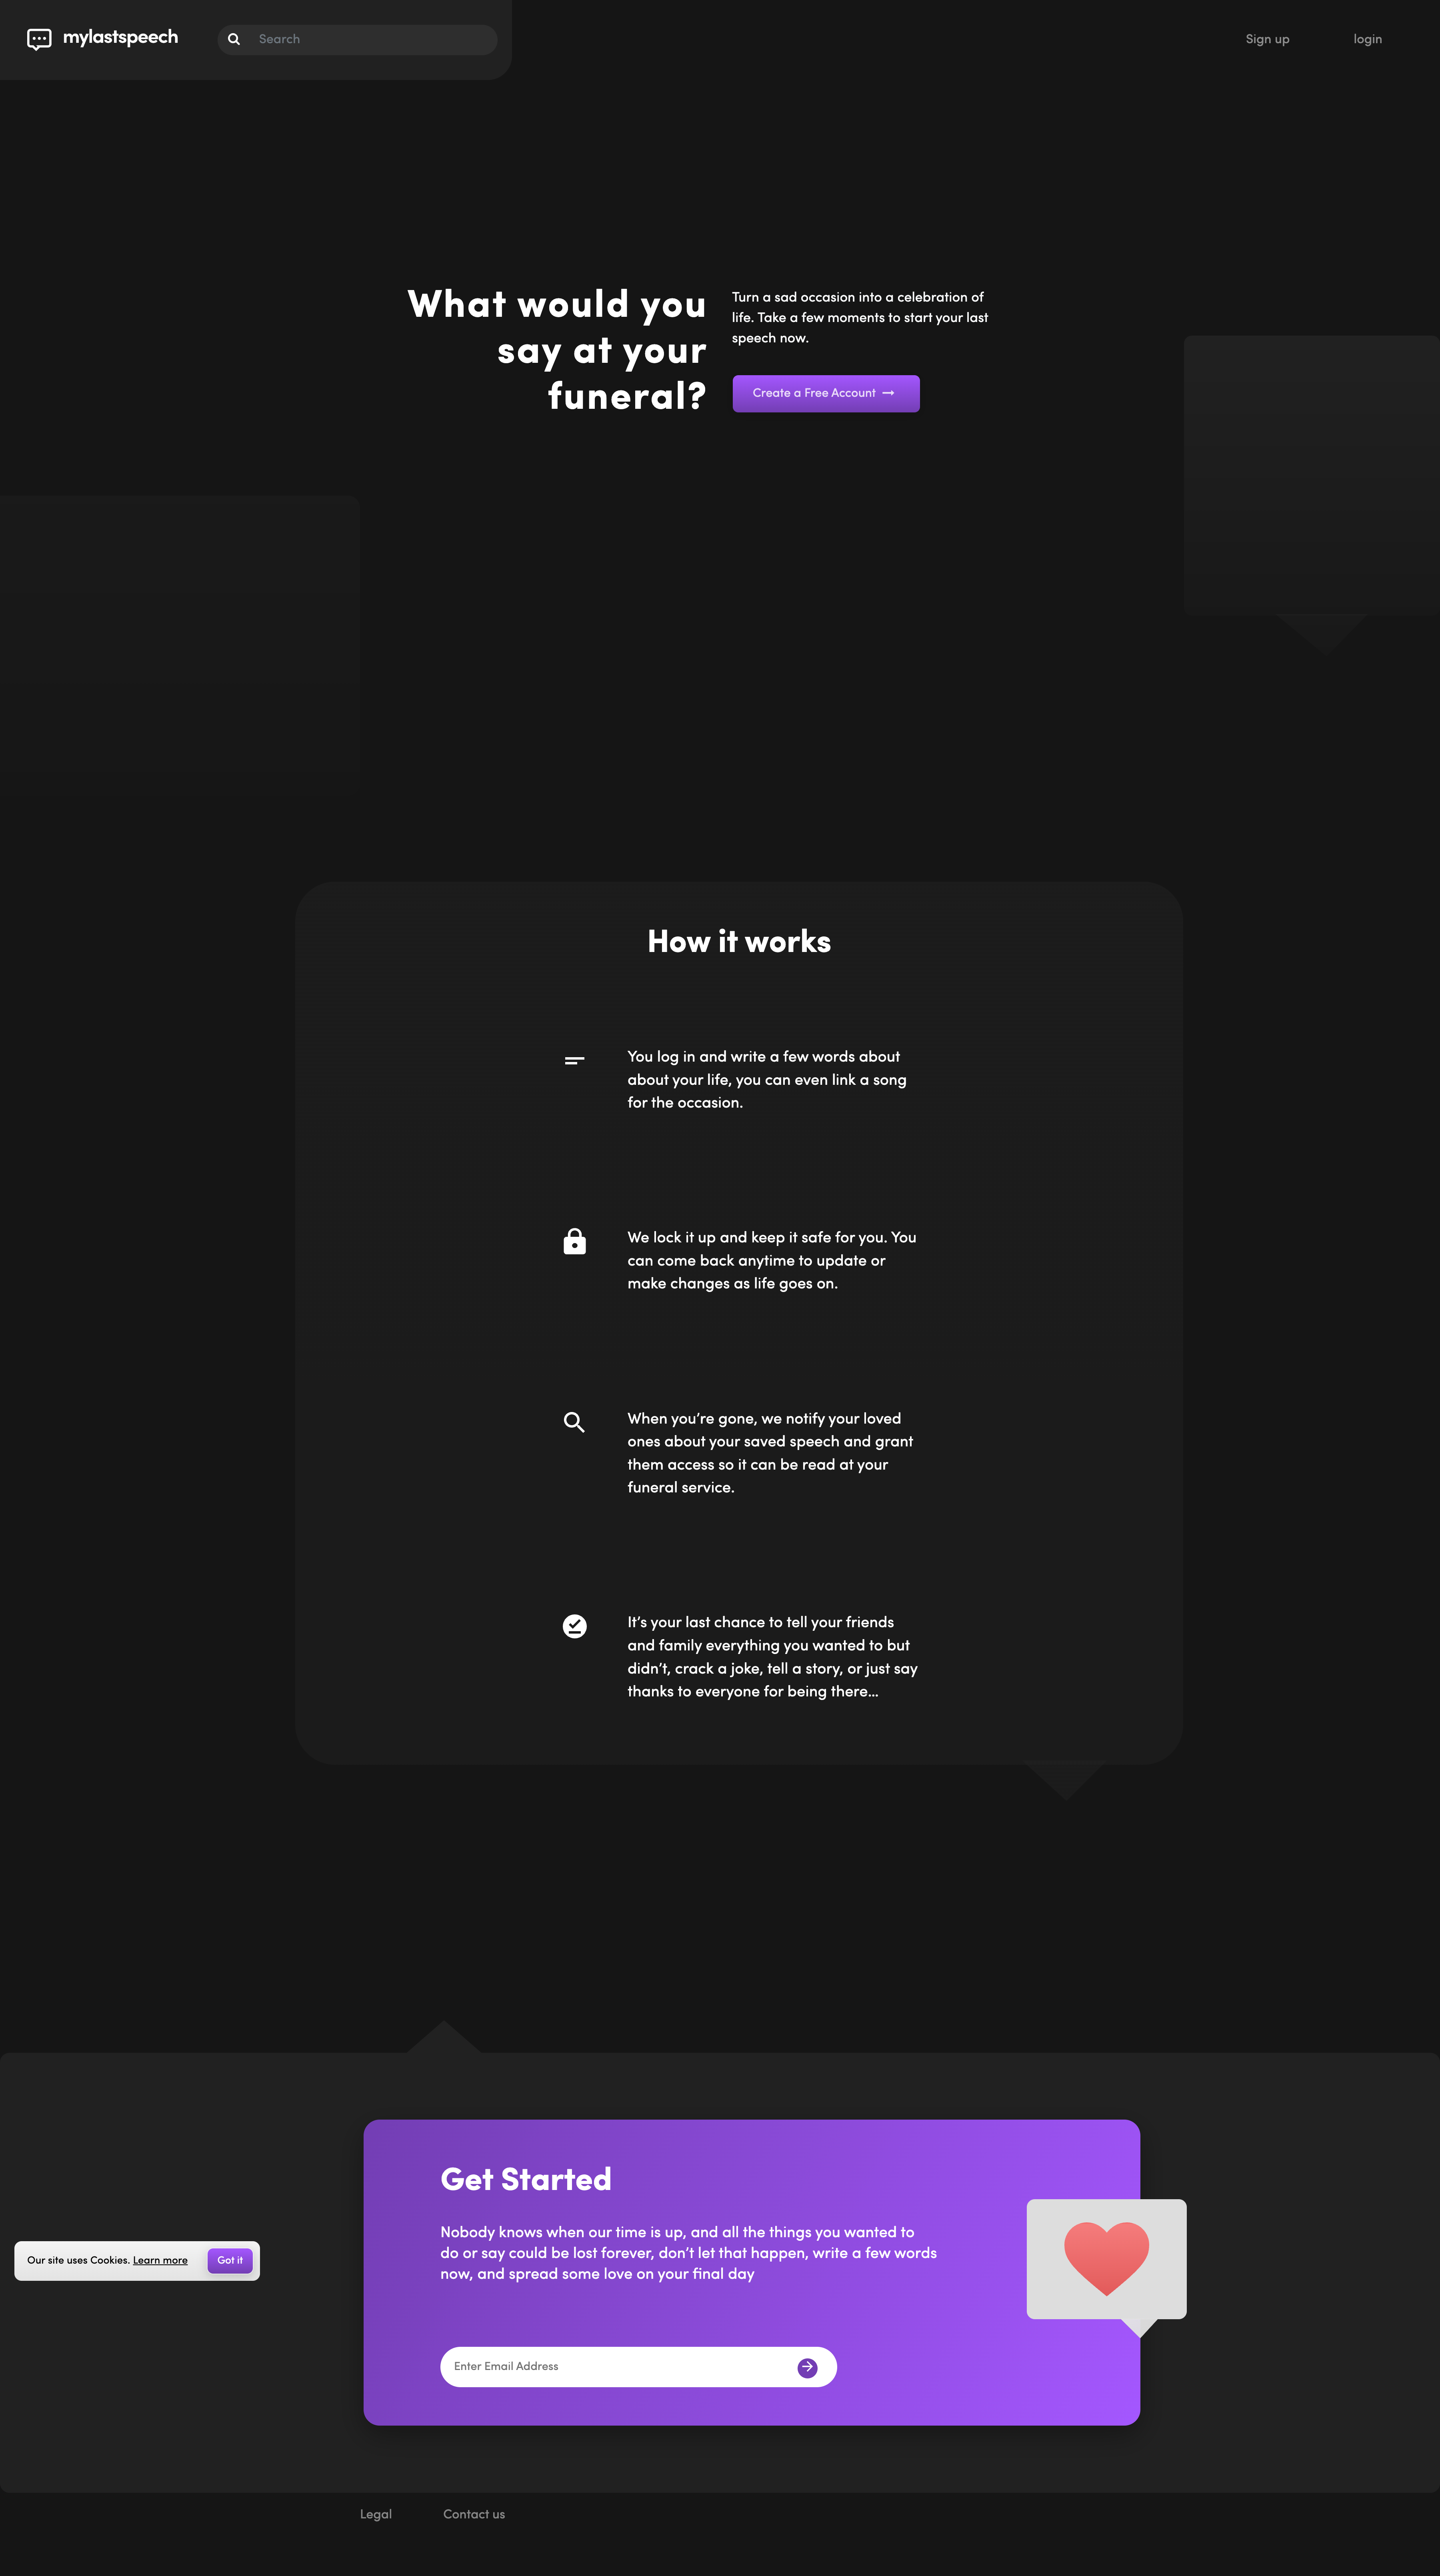 mylastspeech
Search
Sign up
login
What would you
say at your
funeral?
Turn a sad occasion into a celebration of
life. Take a few moments to start your last
speech now.
Create a Free Account
How it works
You log in and write a few words about
about your life, you can even link a song
for the occasion.
We lock it up and keep it safe for you. You
can come back anytime to update or
make changes as life goes on.
When you’re gone, we notify your loved
ones about your saved speech and grant
them access so it can be read at your
funeral service.
It’s your last chance to tell your friends
and family everything you wanted to but
didn’t, crack a joke, tell a story, or just say
thanks to everyone for being there...
Get Started
Nobody knows when our time is up, and all the things you wanted to
do or say could be lost forever, don’t let that happen, write a few words
now, and spread some love on your final day
Our site uses Cookies. Learn more
Got it
Enter Email Address
Legal
Contact us